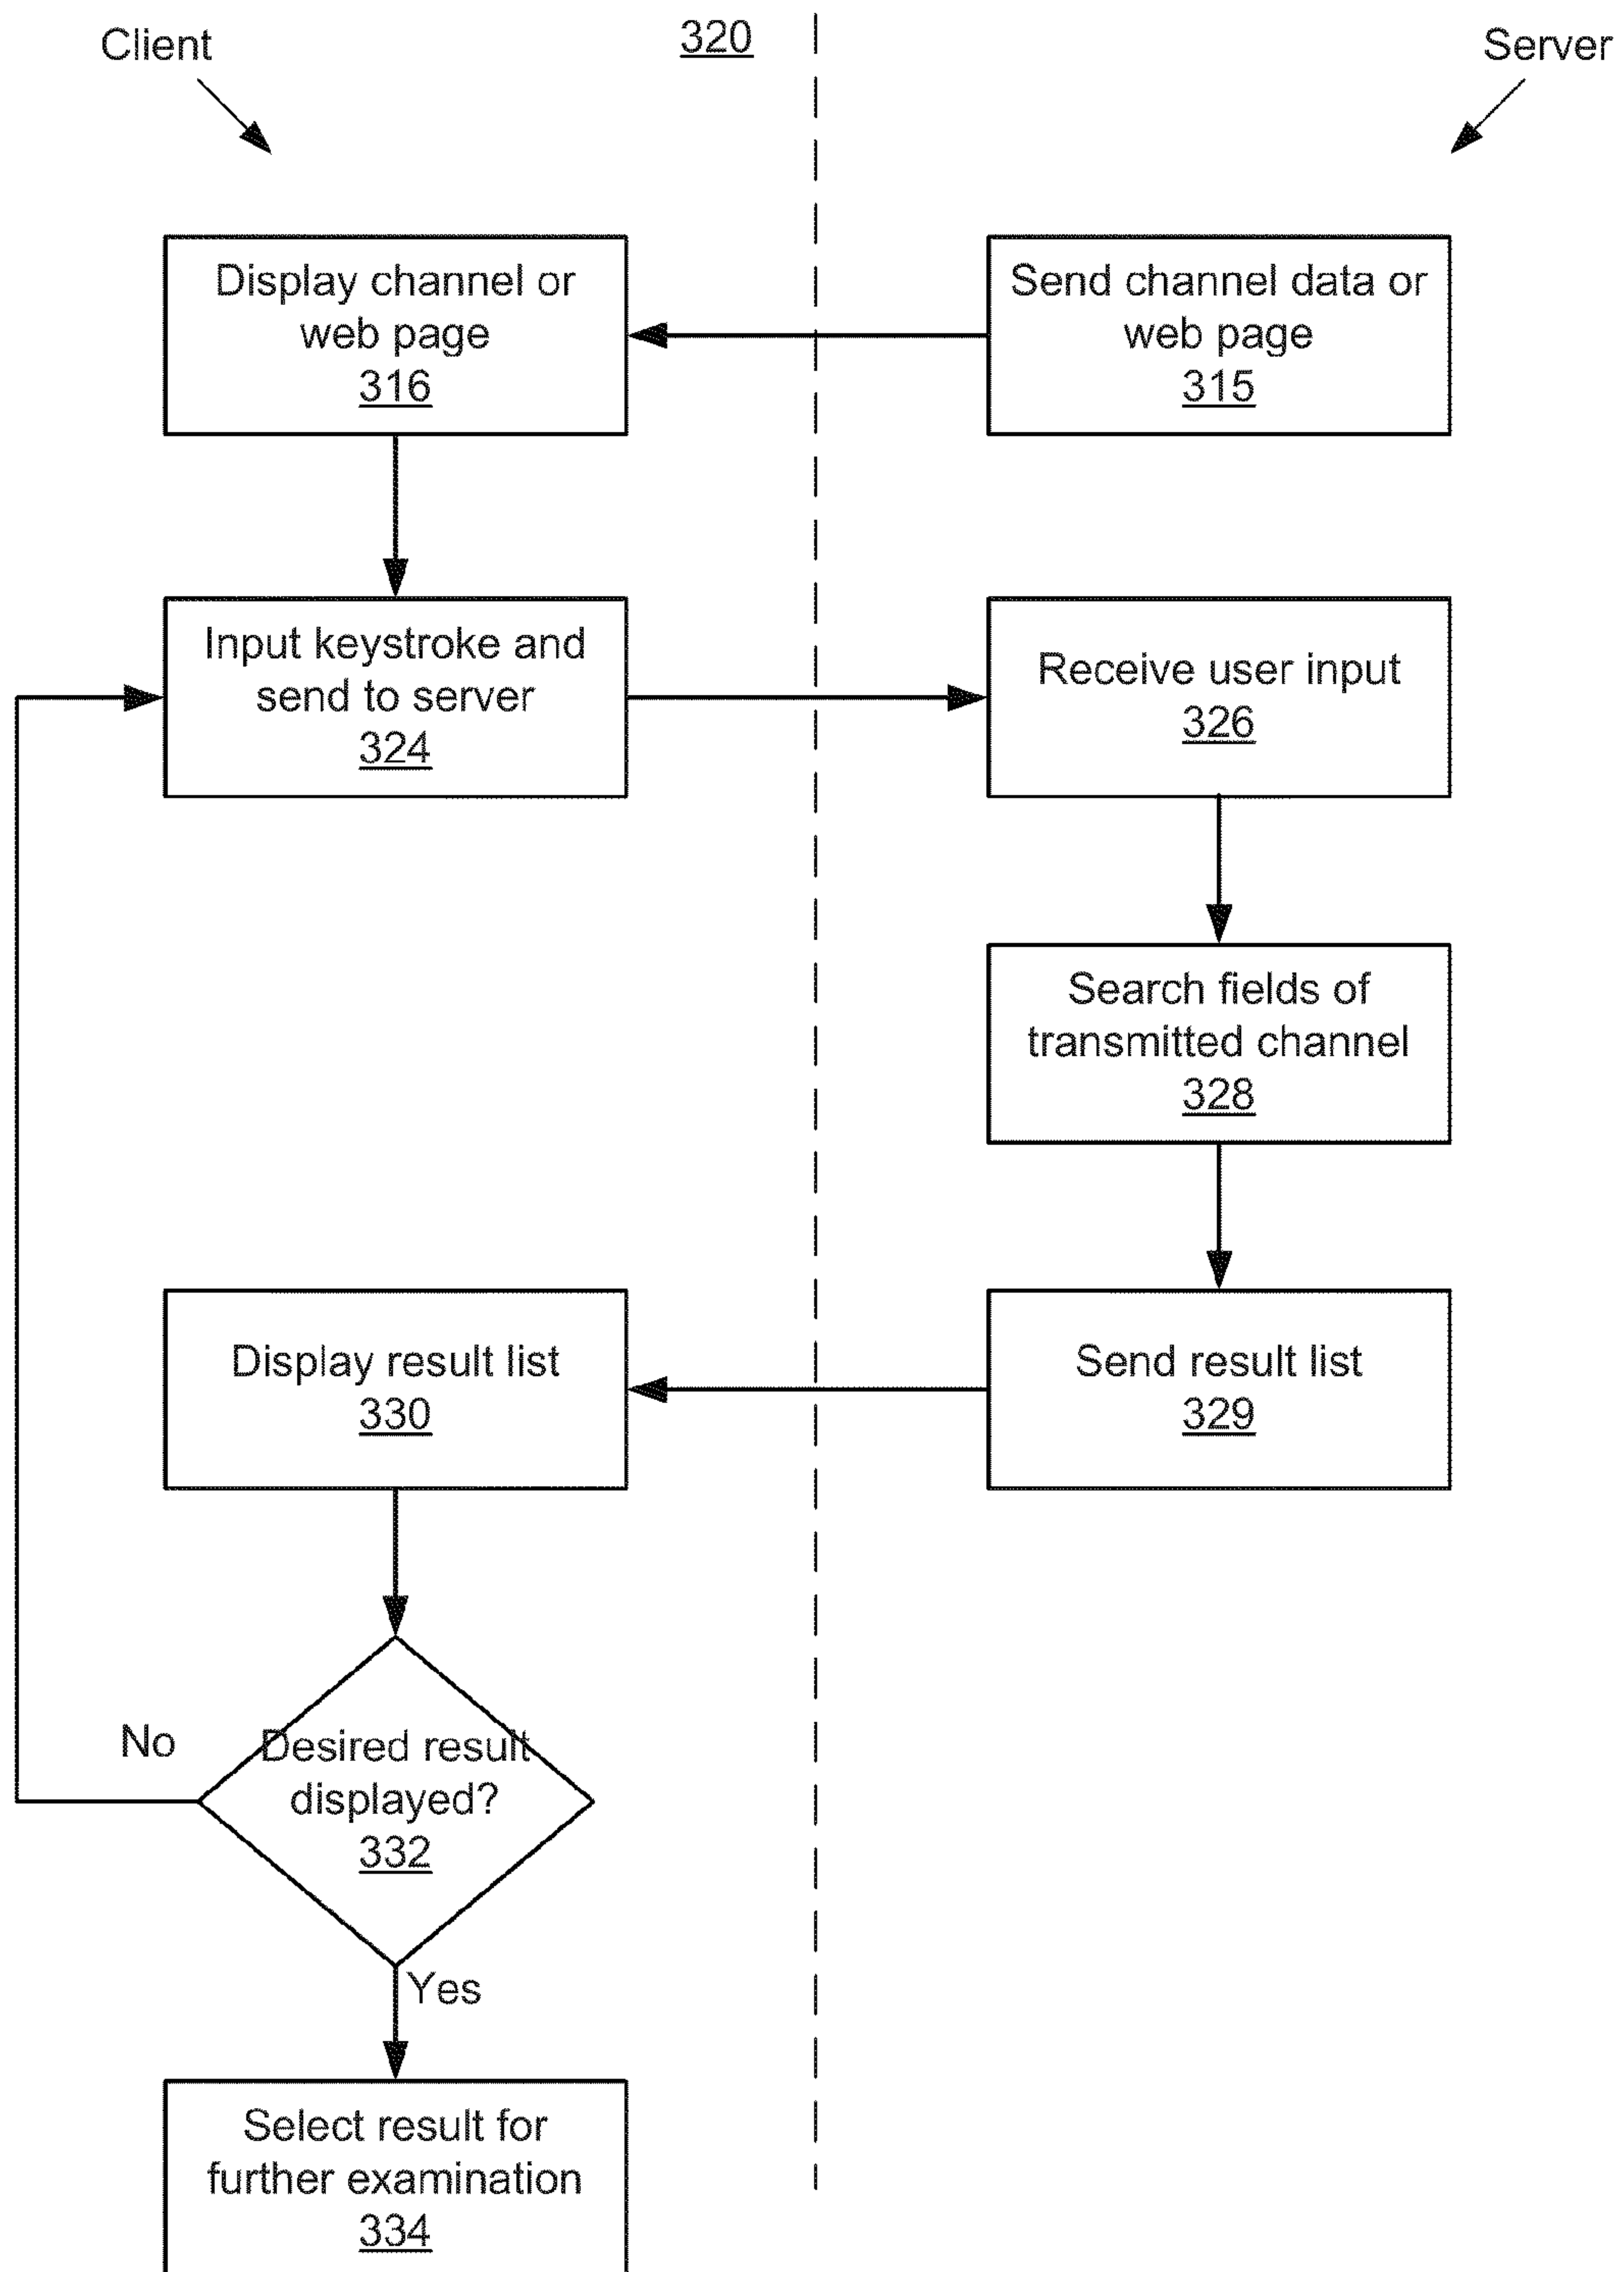 Client
320
Server
Display channel or
web page
316
Send channel data or
web page
315
Input keystroke and
send to server
324
Receive user input
326
Search fields of
transmitted channel
328
Display result list
330
Send result list
329
No
Desired result
displayed?
332
Yes
Select result for
further examination
334